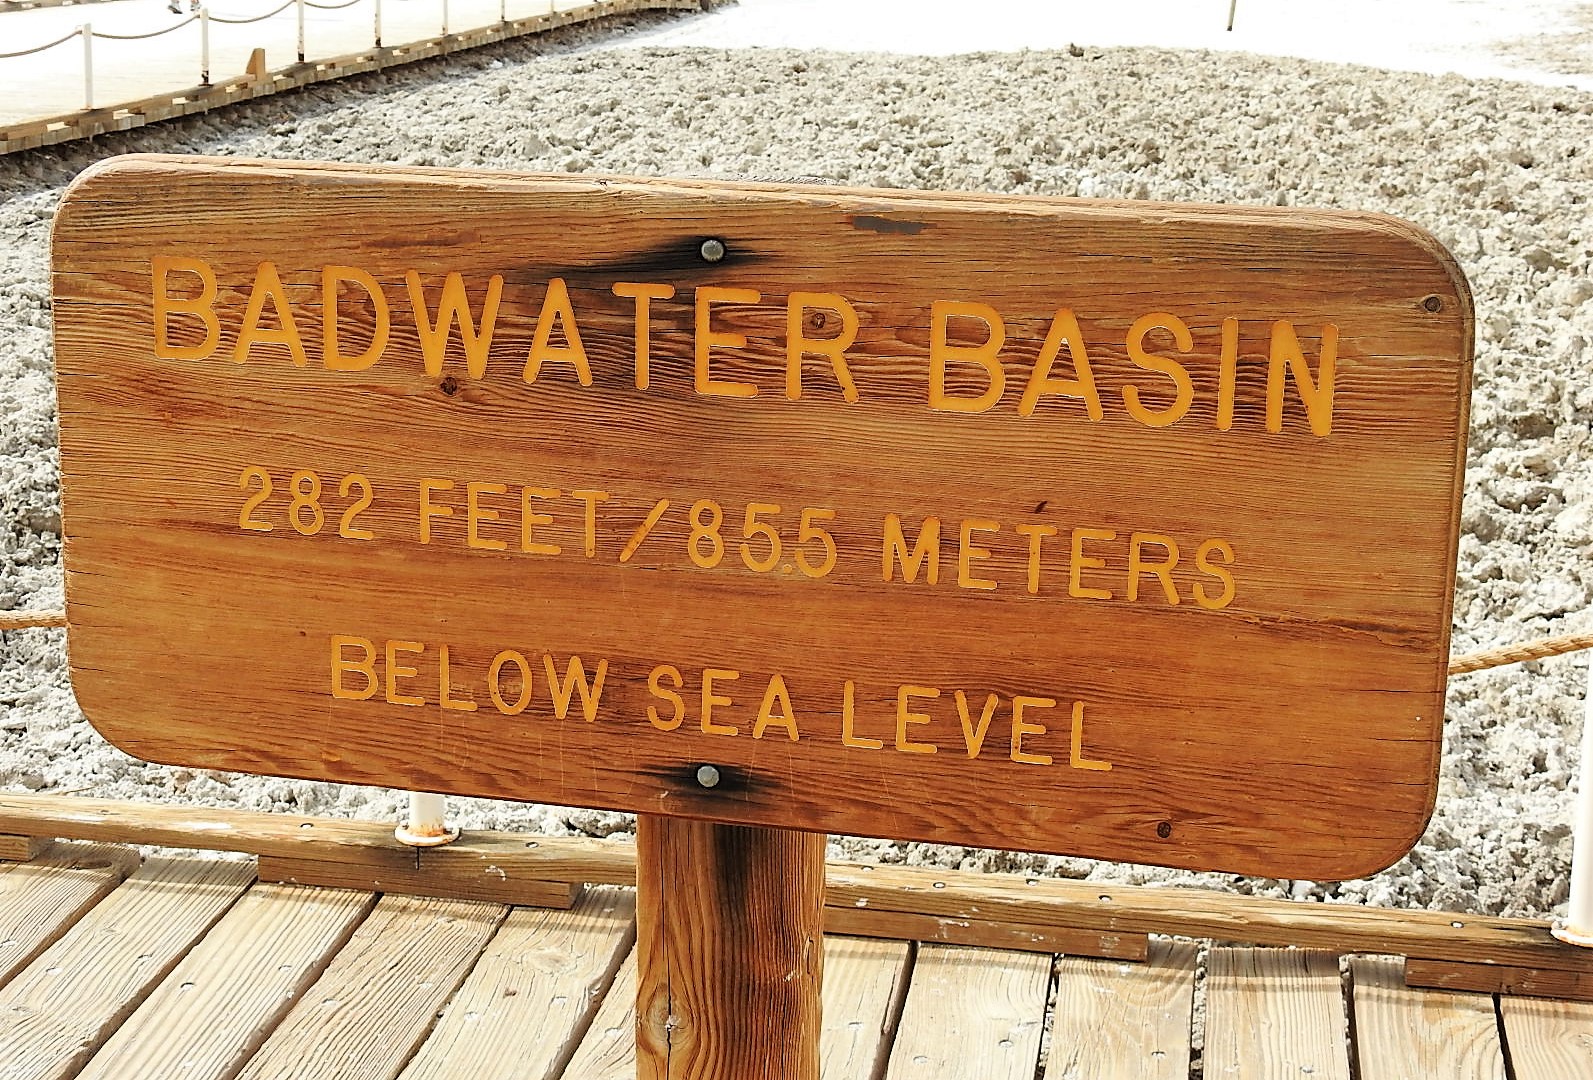 BADWATER BASIN
282 FEET/85.5 METERS
BELOW SEA LEVEL